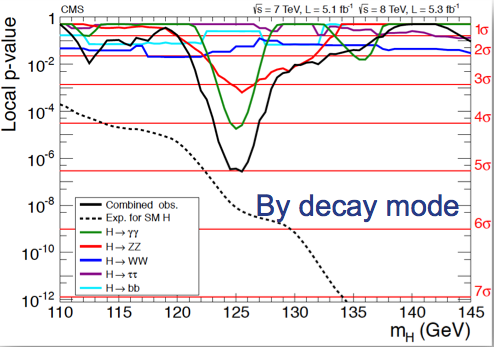 CMS √s = 7 TeV, L = 5.1 fb⁻¹ √s = 8 TeV, L = 5.3 fb⁻¹
Local p-value
1
10⁻²
10⁻⁴
10⁻⁶
10⁻⁸
10⁻¹⁰
10⁻¹²
1σ
2σ
3σ
4σ
5σ
6σ
7σ
By decay mode
Combined obs.
Exp. for SM H
H → γγ
H → ZZ
H → WW
H → ττ
H → bb
110 115 120 125 130 135 140 145
m_H (GeV)